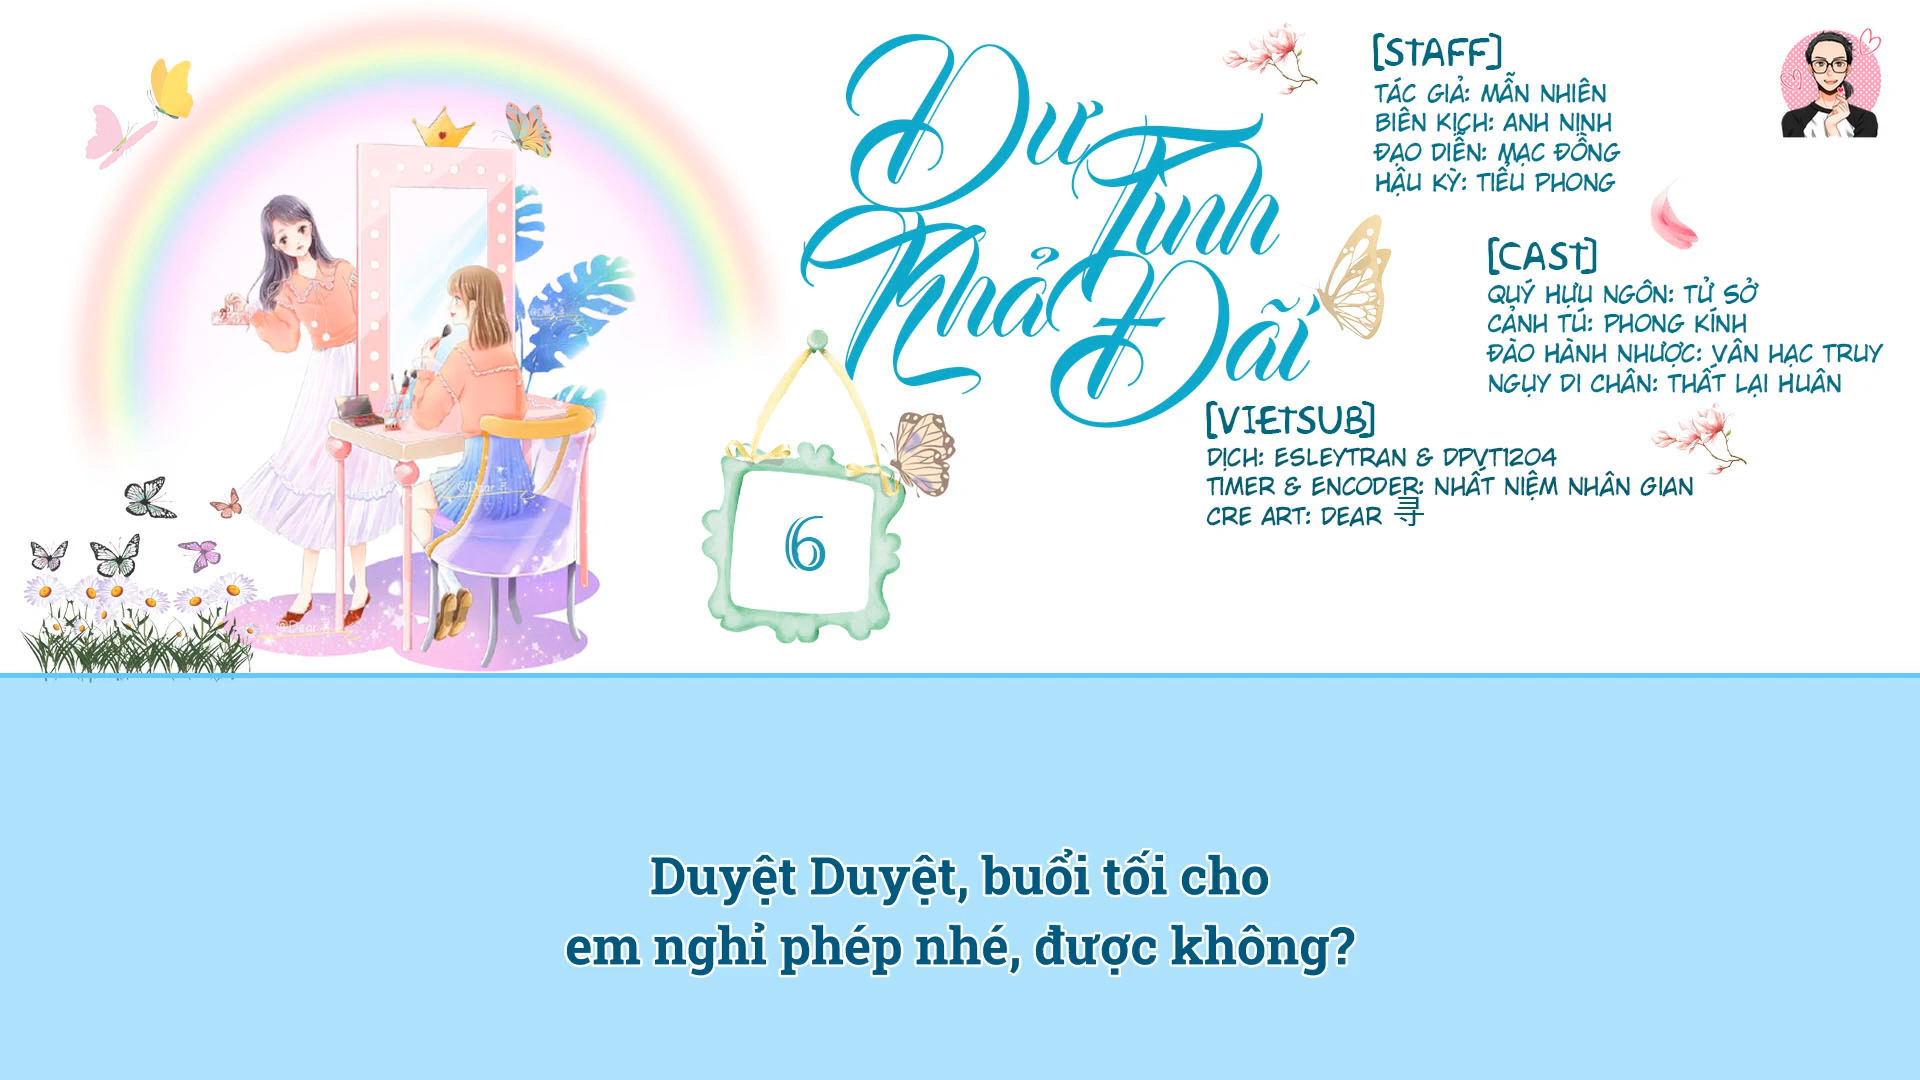 Dư Tình
Khả Đãi
6
[STAFF]
TÁC GIẢ: MẪN NHIÊN
BIÊN KỊCH: ANH NINH
ĐẠO DIỄN: MẠC ĐÔNG
HẬU KỲ: TIỂU PHONG
[CAST]
QUÝ HỰU NGÔN: TỬ SỞ
CẢNH TÚ: PHONG KÍNH
ĐÀO HÀNH NHƯỢC: VÂN HẠC TRUY
NGỤY DI CHÂN: THẤT LẠI HUÂN
[VIETSUB]
DỊCH: ESLEYTRAN & DPVT1204
TIMER & ENCODER: NHẤT NIỆM NHÂN GIAN
CRE ART: DEAR 寻
Duyệt Duyệt, buổi tối cho
em nghỉ phép nhé, được không?